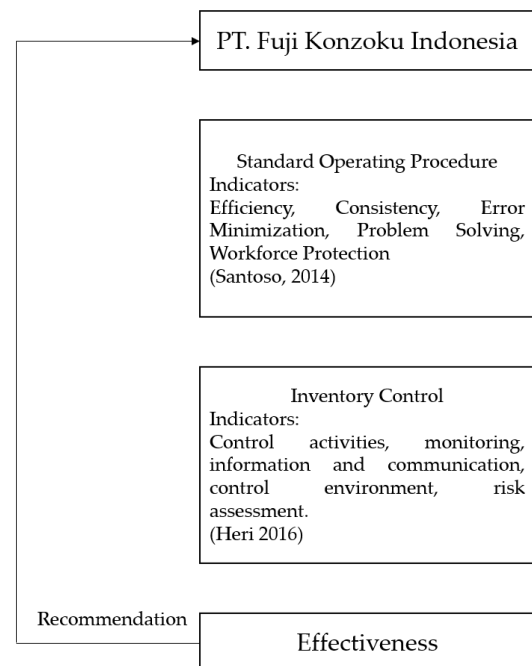 PT. Fuji Konzoku Indonesia
Standard Operating Procedure
Indicators:
Efficiency, Consistency, Error
Minimization, Problem Solving,
Workforce Protection
(Santoso, 2014)
Inventory Control
Indicators:
Control activities, monitoring,
information and communication,
control environment, risk
assessment.
(Heri 2016)
Recommendation
Effectiveness